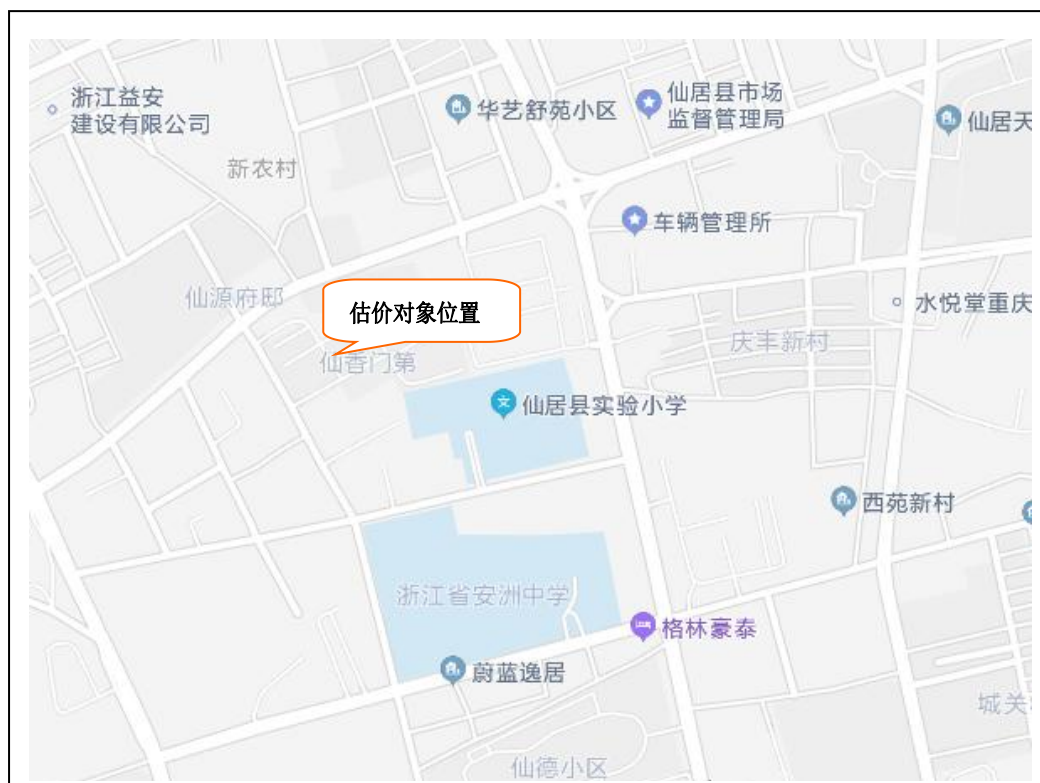 浙江益安
建设有限公司
华艺舒苑小区
仙居县市场
监督管理局
仙居天
新农村
车辆管理所
仙源府邸
估价对象位置
水悦堂重庆
庆丰新村
仙香门第
文
仙居县实验小学
西苑新村
浙江省安洲中学
格林豪泰
蔚蓝逸居
城关
仙德小区